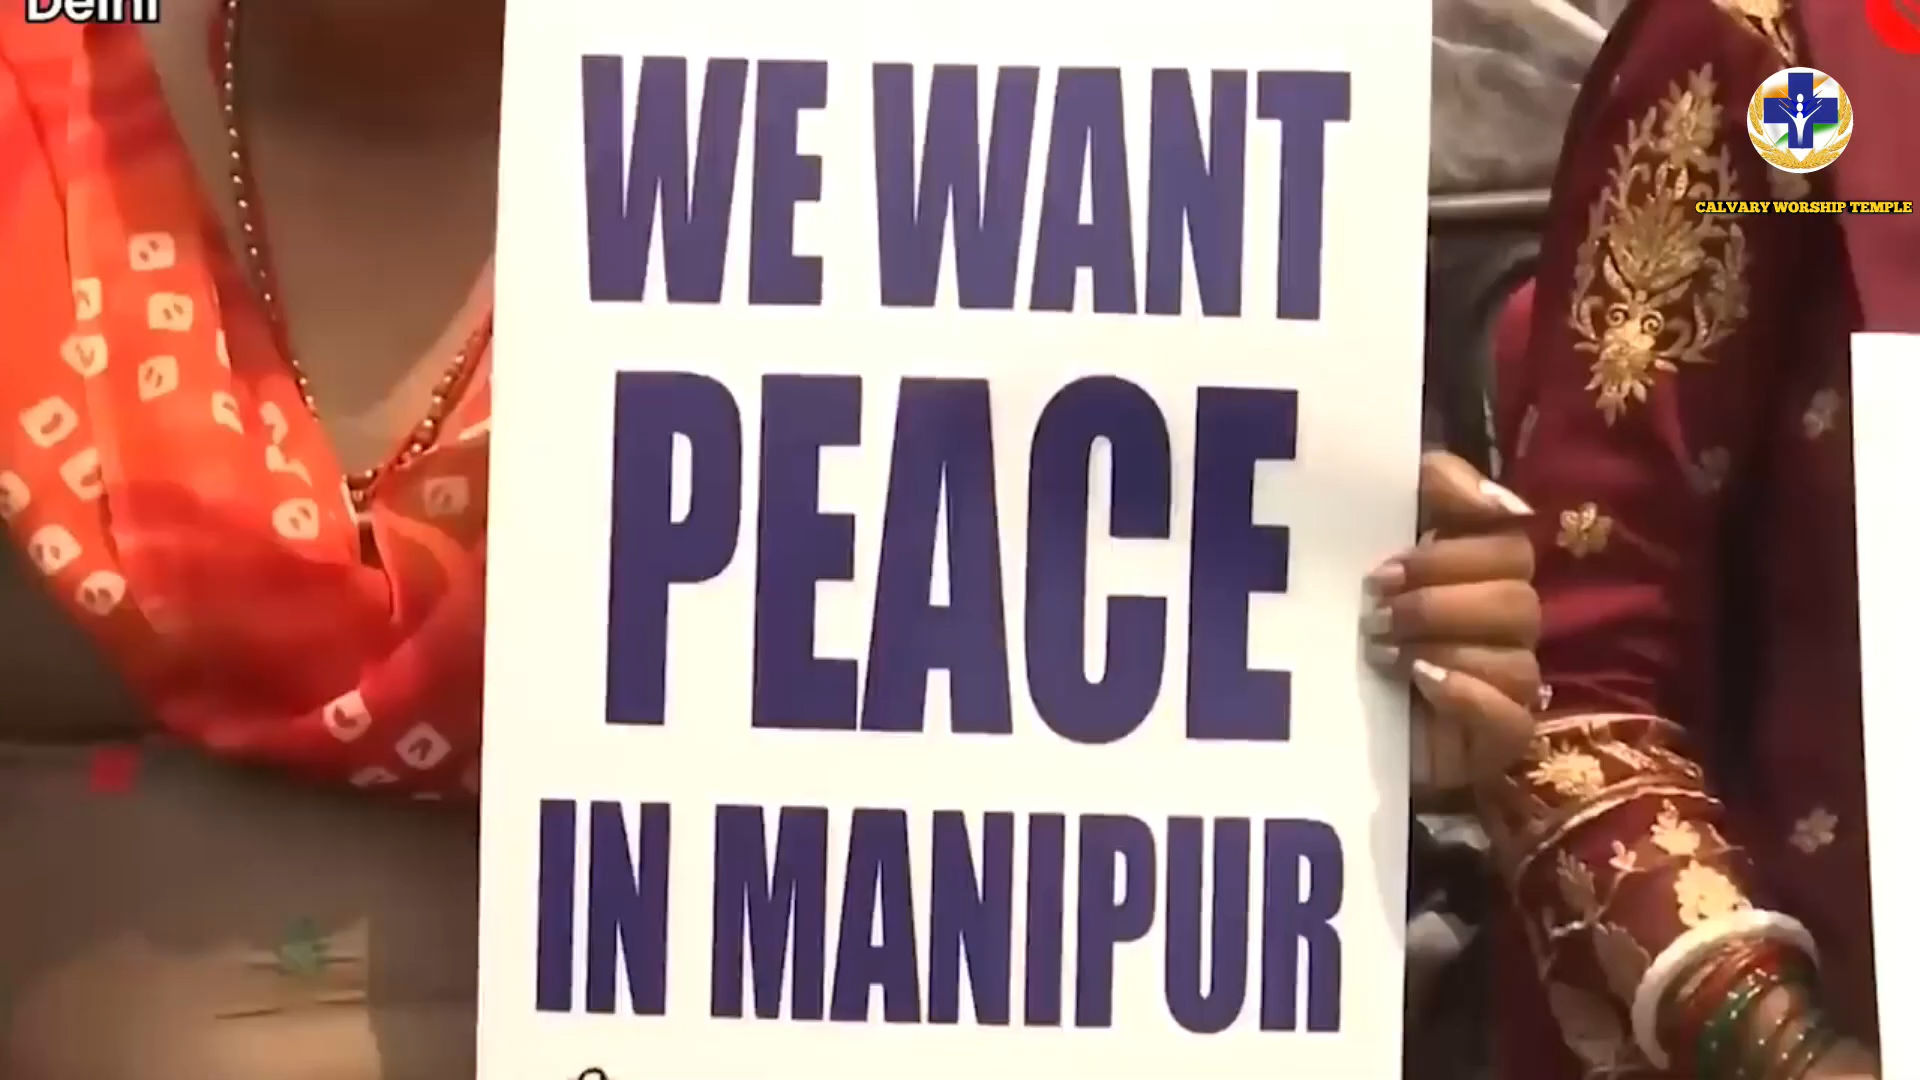 Delhi
WE WANT
PEACE
IN MANIPUR
CALVARY WORSHIP TEMPLE